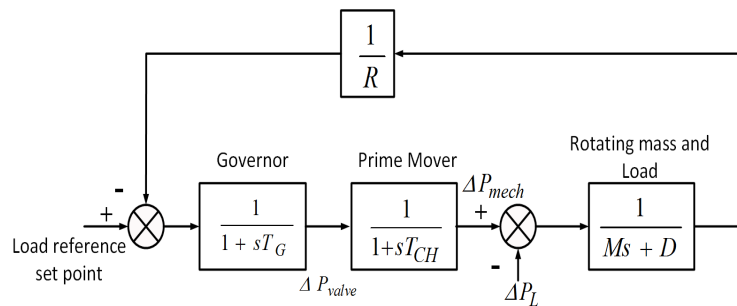 1
R
-
Governor
Prime Mover
Rotating mass and
Load
+
1
1 + sT_G
1
1+sT_CH
ΔP_mech
+
1
Ms + D
Load reference
set point
Δ P_valve
-
ΔP_L